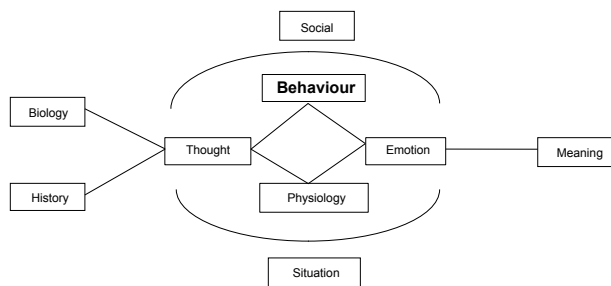 Social
Behaviour
Biology
Thought
Emotion
Meaning
History
Physiology
Situation